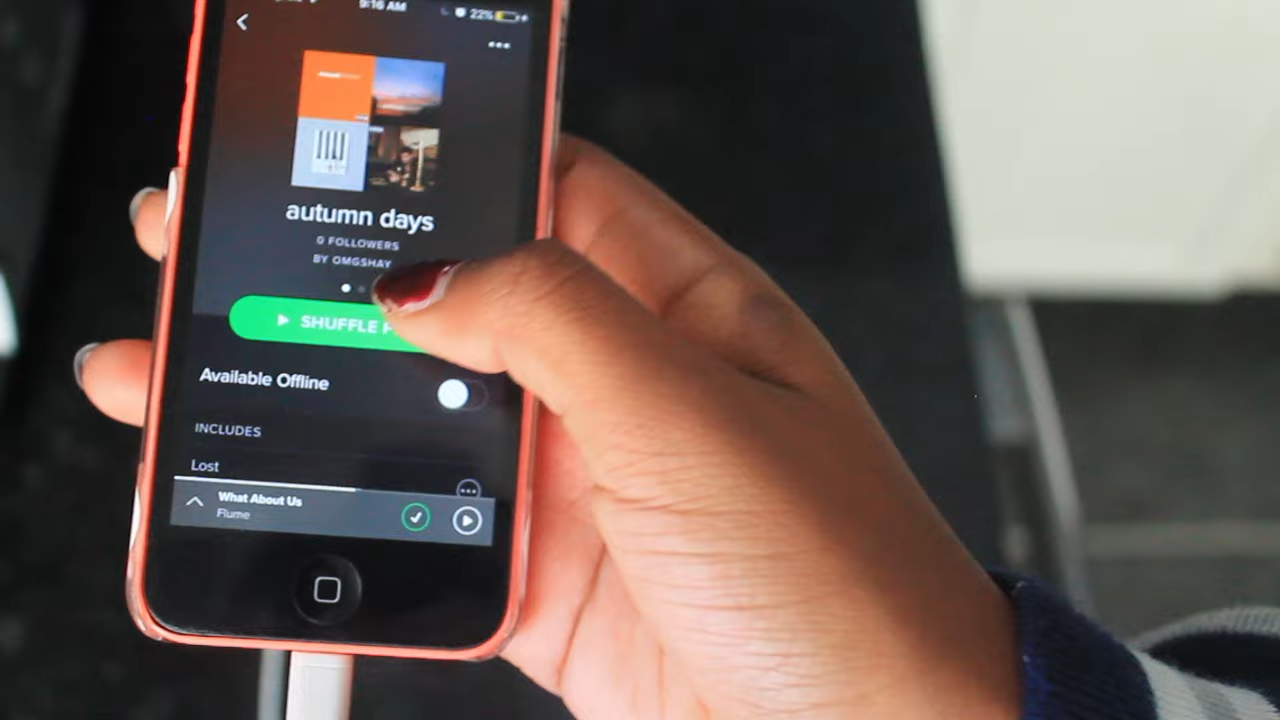 9:16 AM
22%
autumn days
0 FOLLOWERS
BY OMGSHAY
SHUFFLE
Available Offline
INCLUDES
Lost
What About Us
Flume